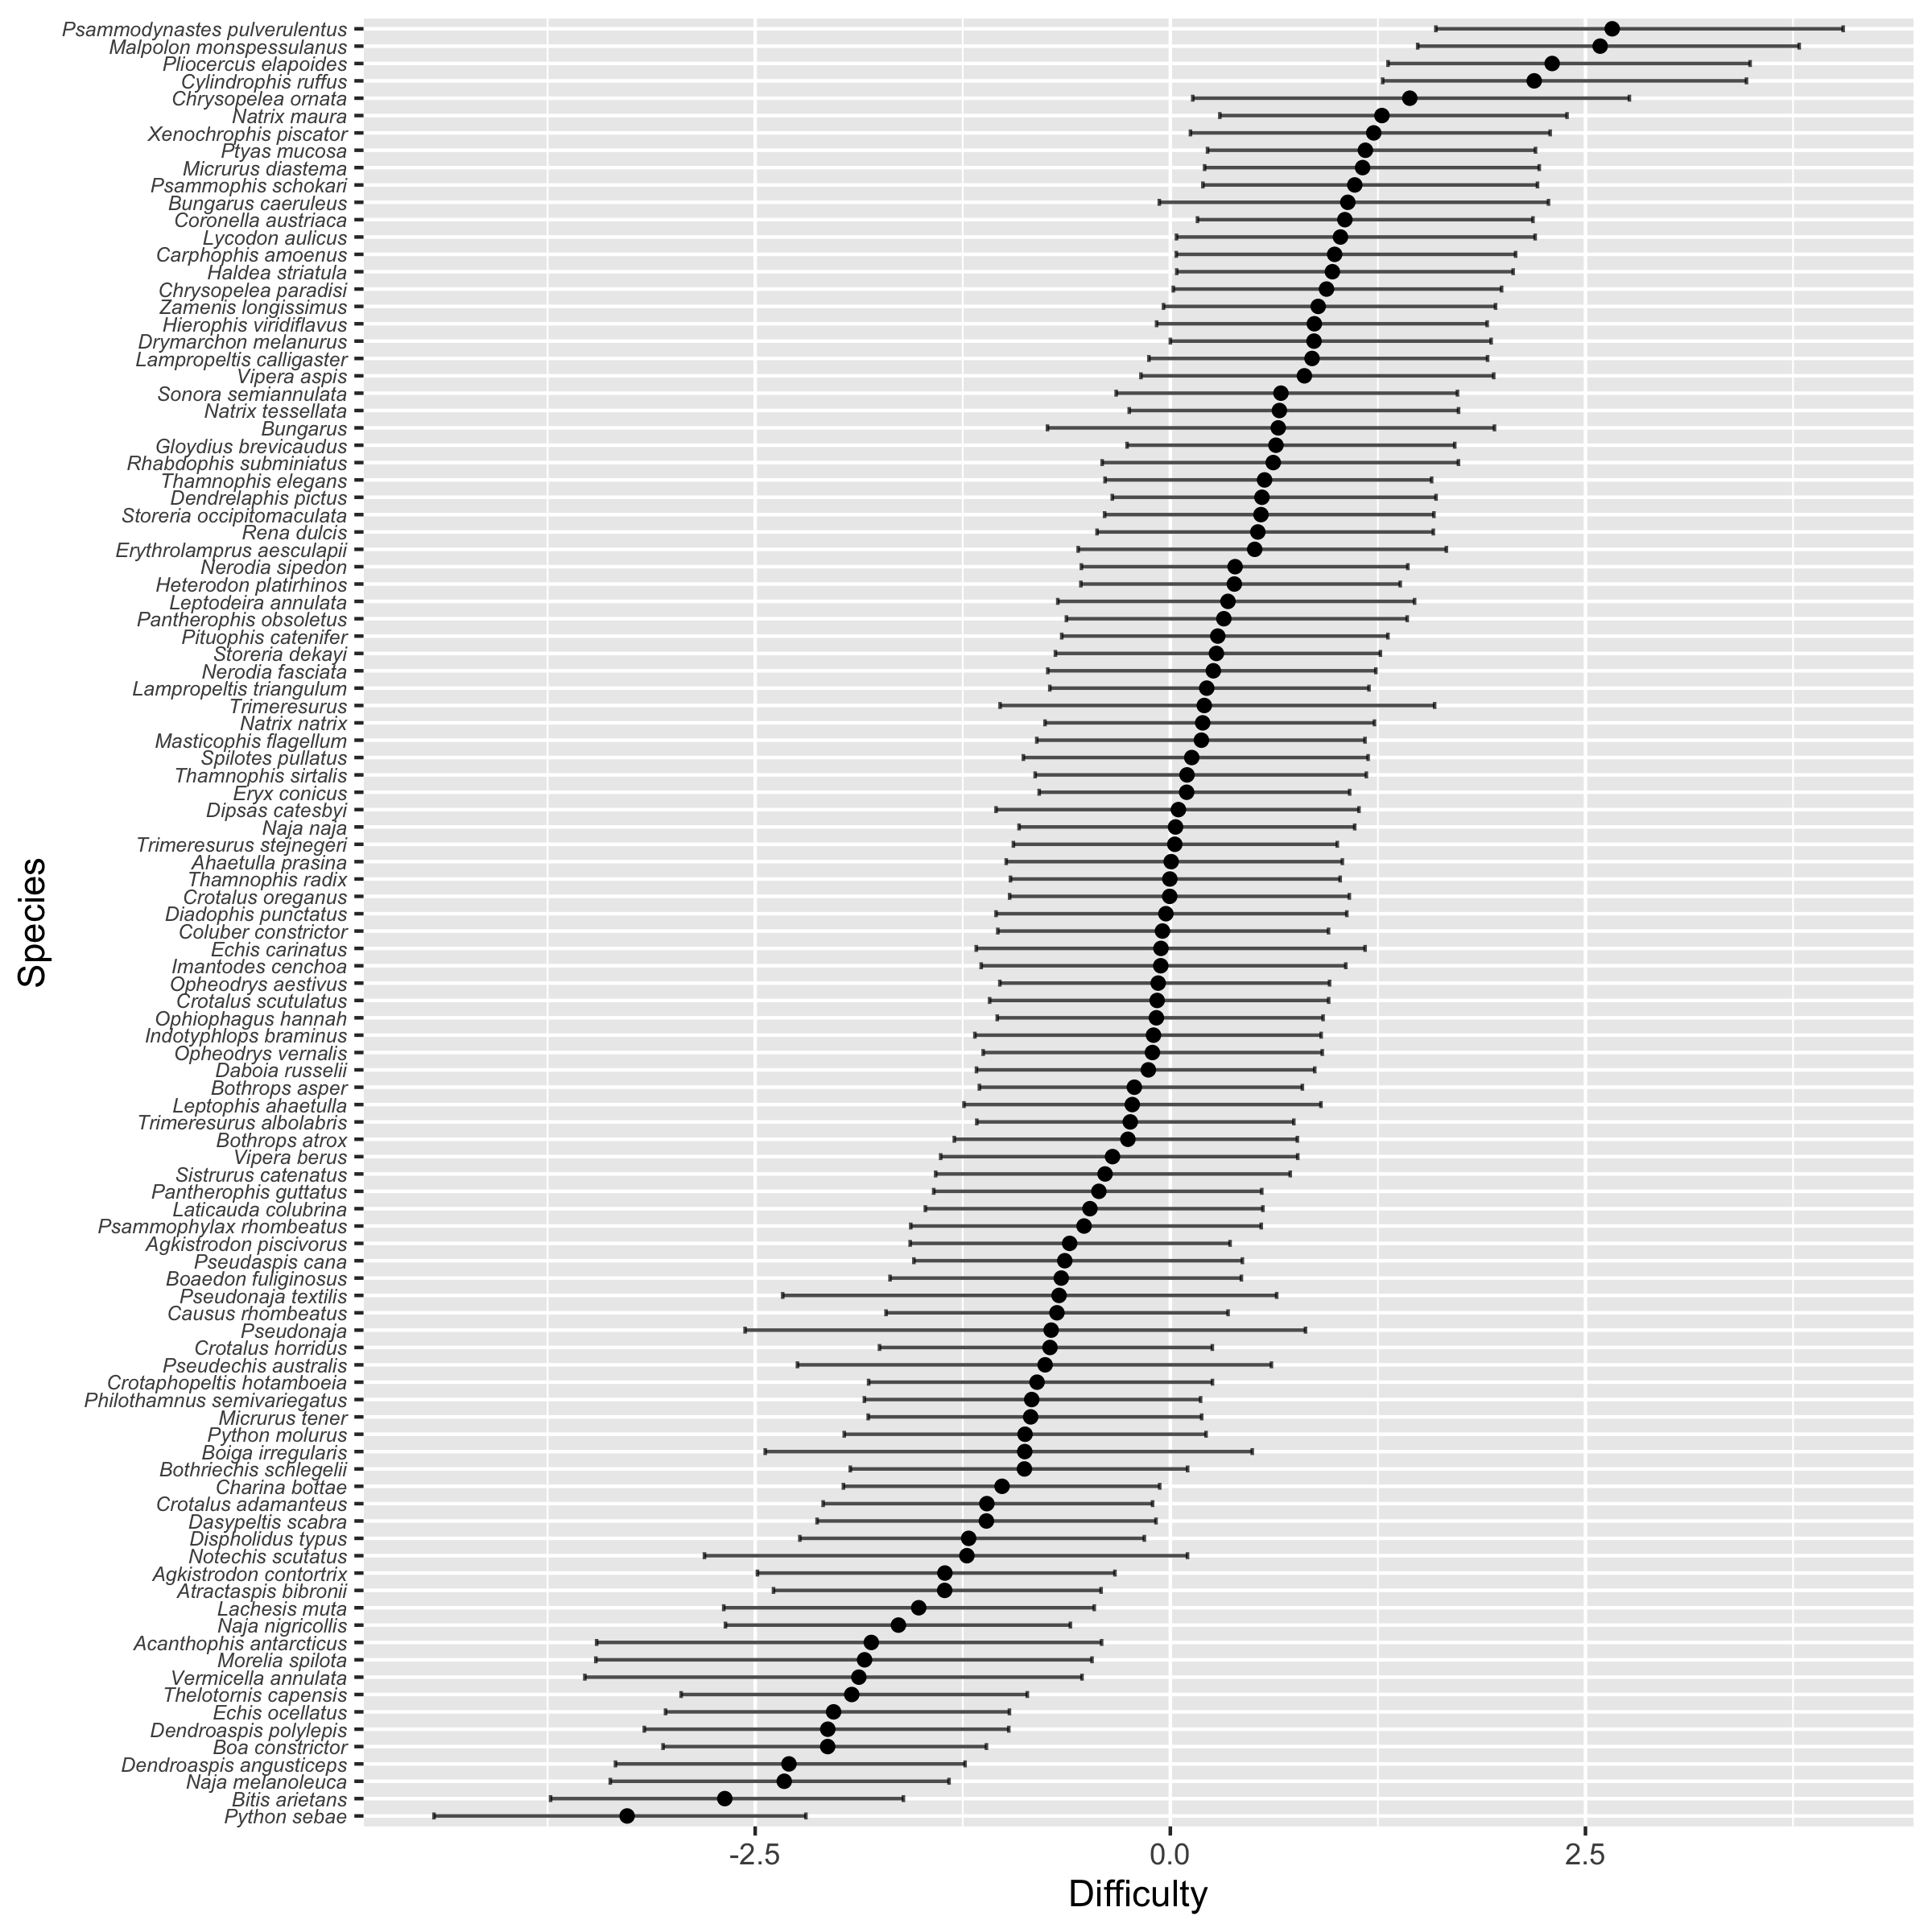 Psammodynastes pulverulentus
Malpolon monspessulanus
Pliocercus elapoides
Cylindrophis ruffus
Chrysopelea ornata
Natrix maura
Xenochrophis piscator
Ptyas mucosa
Micrurus diastema
Psammophis schokari
Bungarus caeruleus
Coronella austriaca
Lycodon aulicus
Carphophis amoenus
Haldea striatula
Chrysopelea paradisi
Zamenis longissimus
Hierophis viridiflavus
Drymarchon melanurus
Lampropeltis calligaster
Vipera aspis
Sonora semiannulata
Natrix tessellata
Bungarus
Gloydius brevicaudus
Rhabdophis subminiatus
Thamnophis elegans
Dendrelaphis pictus
Storeria occipitomaculata
Rena dulcis
Erythrolamprus aesculapii
Nerodia sipedon
Heterodon platirhinos
Leptodeira annulata
Pantherophis obsoletus
Pituophis catenifer
Storeria dekayi
Nerodia fasciata
Lampropeltis triangulum
Trimeresurus
Natrix natrix
Masticophis flagellum
Spilotes pullatus
Thamnophis sirtalis
Eryx conicus
Dipsas catesbyi
Naja naja
Trimeresurus stejnegeri
Ahaetulla prasina
Thamnophis radix
Crotalus oreganus
Diadophis punctatus
Coluber constrictor
Echis carinatus
Imantodes cenchoa
Opheodrys aestivus
Crotalus scutulatus
Ophiophagus hannah
Indotyphlops braminus
Opheodrys vernalis
Daboia russelii
Bothrops asper
Leptophis ahaetulla
Trimeresurus albolabris
Bothrops atrox
Vipera berus
Sistrurus catenatus
Pantherophis guttatus
Laticauda colubrina
Psammophylax rhombeatus
Agkistrodon piscivorus
Pseudaspis cana
Boaedon fuliginosus
Pseudonaja textilis
Causus rhombeatus
Pseudonaja
Crotalus horridus
Pseudechis australis
Crotaphopeltis hotamboeia
Philothamnus semivariegatus
Micrurus tener
Python molurus
Boiga irregularis
Bothriechis schlegelii
Charina bottae
Crotalus adamanteus
Dasypeltis scabra
Dispholidus typus
Notechis scutatus
Agkistrodon contortrix
Atractaspis bibronii
Lachesis muta
Naja nigricollis
Acanthophis antarcticus
Morelia spilota
Vermicella annulata
Thelotornis capensis
Echis ocellatus
Dendroaspis polylepis
Boa constrictor
Dendroaspis angusticeps
Naja melanoleuca
Bitis arietans
Python sebae
Species
-2.5
0.0
2.5
Difficulty